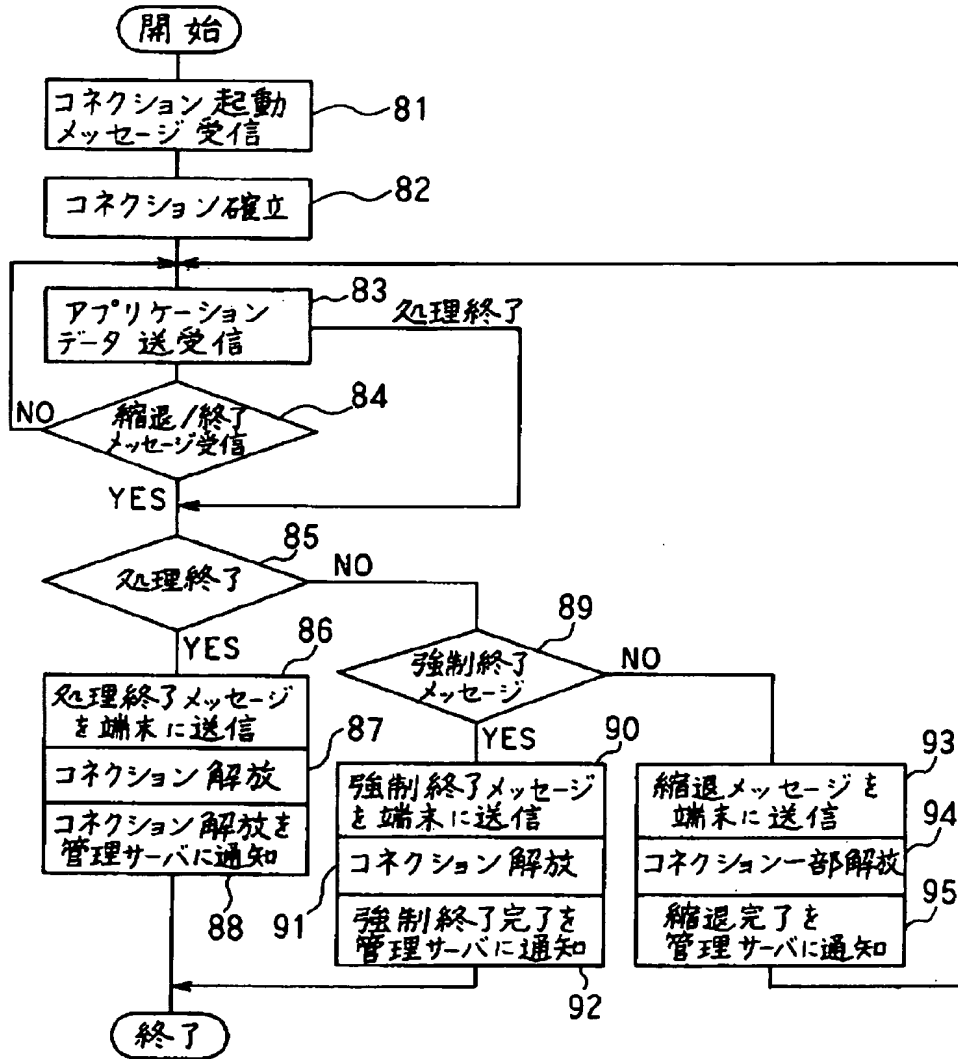 開始
コネクション起動
メッセージ受信
81
コネクション確立
82
アプリケーション
データ送受信
83
処理終了
縮退/終了
メッセージ受信
84
NO
YES
処理終了
85
NO
YES
86
処理終了メッセージ
を端末に送信
コネクション解放
87
コネクション解放を
管理サーバに通知
88
強制終了
メッセージ
89
NO
YES
90
強制終了メッセージ
を端末に送信
コネクション解放
91
強制終了完了を
管理サーバに通知
92
93
縮退メッセージを
端末に送信
94
コネクション一部解放
95
縮退完了を
管理サーバに通知
終了